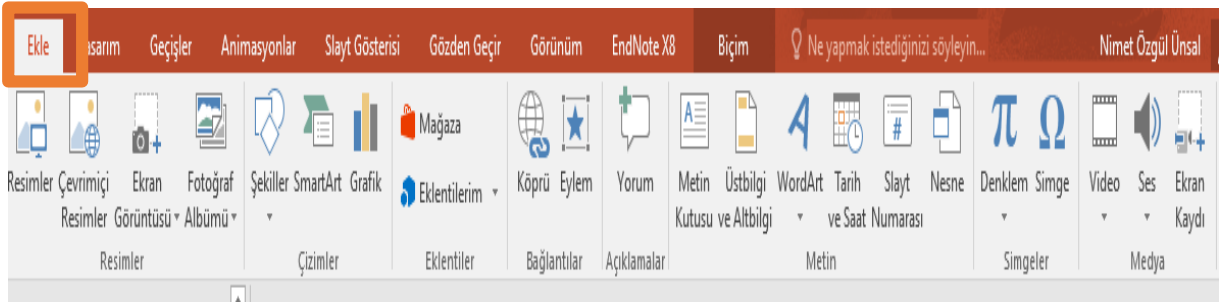 Ekle asarım Geçişler Animasyonlar Slayt Gösterisi Gözden Geçir Görünüm EndNote X8 Biçim Ne yapmak istediğinizi söyleyin... Nimet Özgül Ünsal
Mağaza
Eklentilerim
Resimler Çevrimiçi Ekran Fotoğraf Şekiller SmartArt Grafik Köprü Eylem Yorum Metin Üstbilgi WordArt Tarih Slayt Nesne Denklem Simge Video Ses Ekran
Resimler Görüntüsü Albümü Kutusu ve Altbilgi ve Saat Numarası Kaydı
Resimler Çizimler Eklentiler Bağlantılar Açıklamalar Metin Simgeler Medya